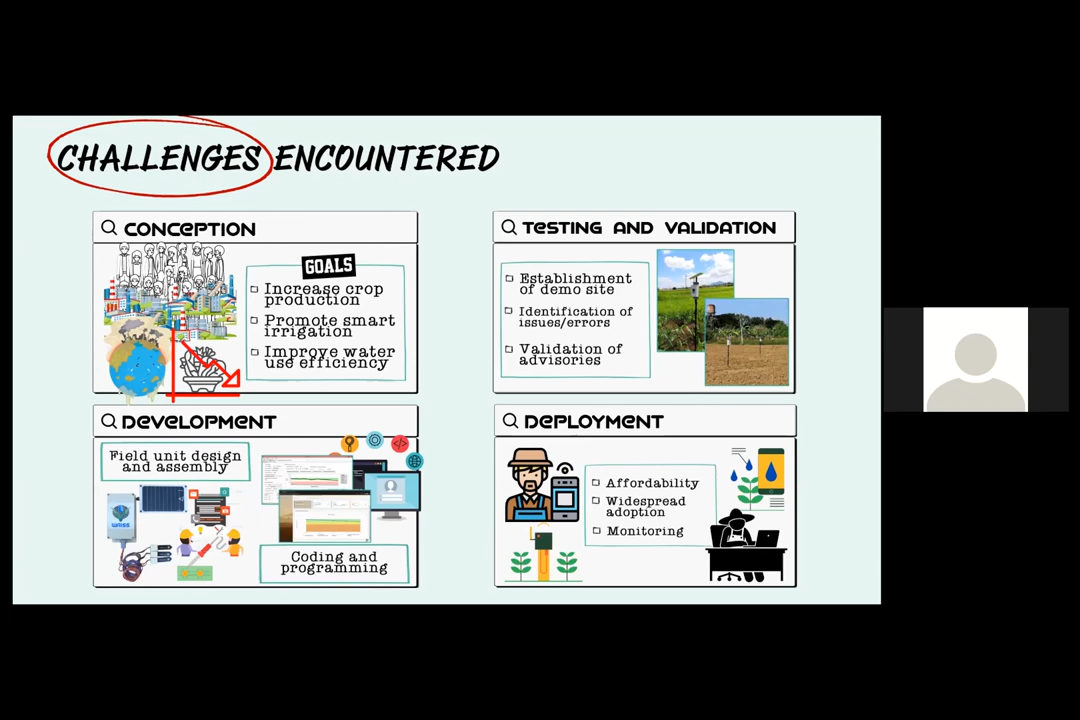 CHALLENGES ENCOUNTERED
CONCEPTION
GOALS
Increase crop
production
Promote smart
irrigation
Improve water
use efficiency
TESTING AND VALIDATION
Establishment
of demo site
Identification of
issues/errors
Validation of
advisories
DEVELOPMENT
Field unit design
and assembly
Coding and
programming
DEPLOYMENT
Affordability
Widespread
adoption
Monitoring